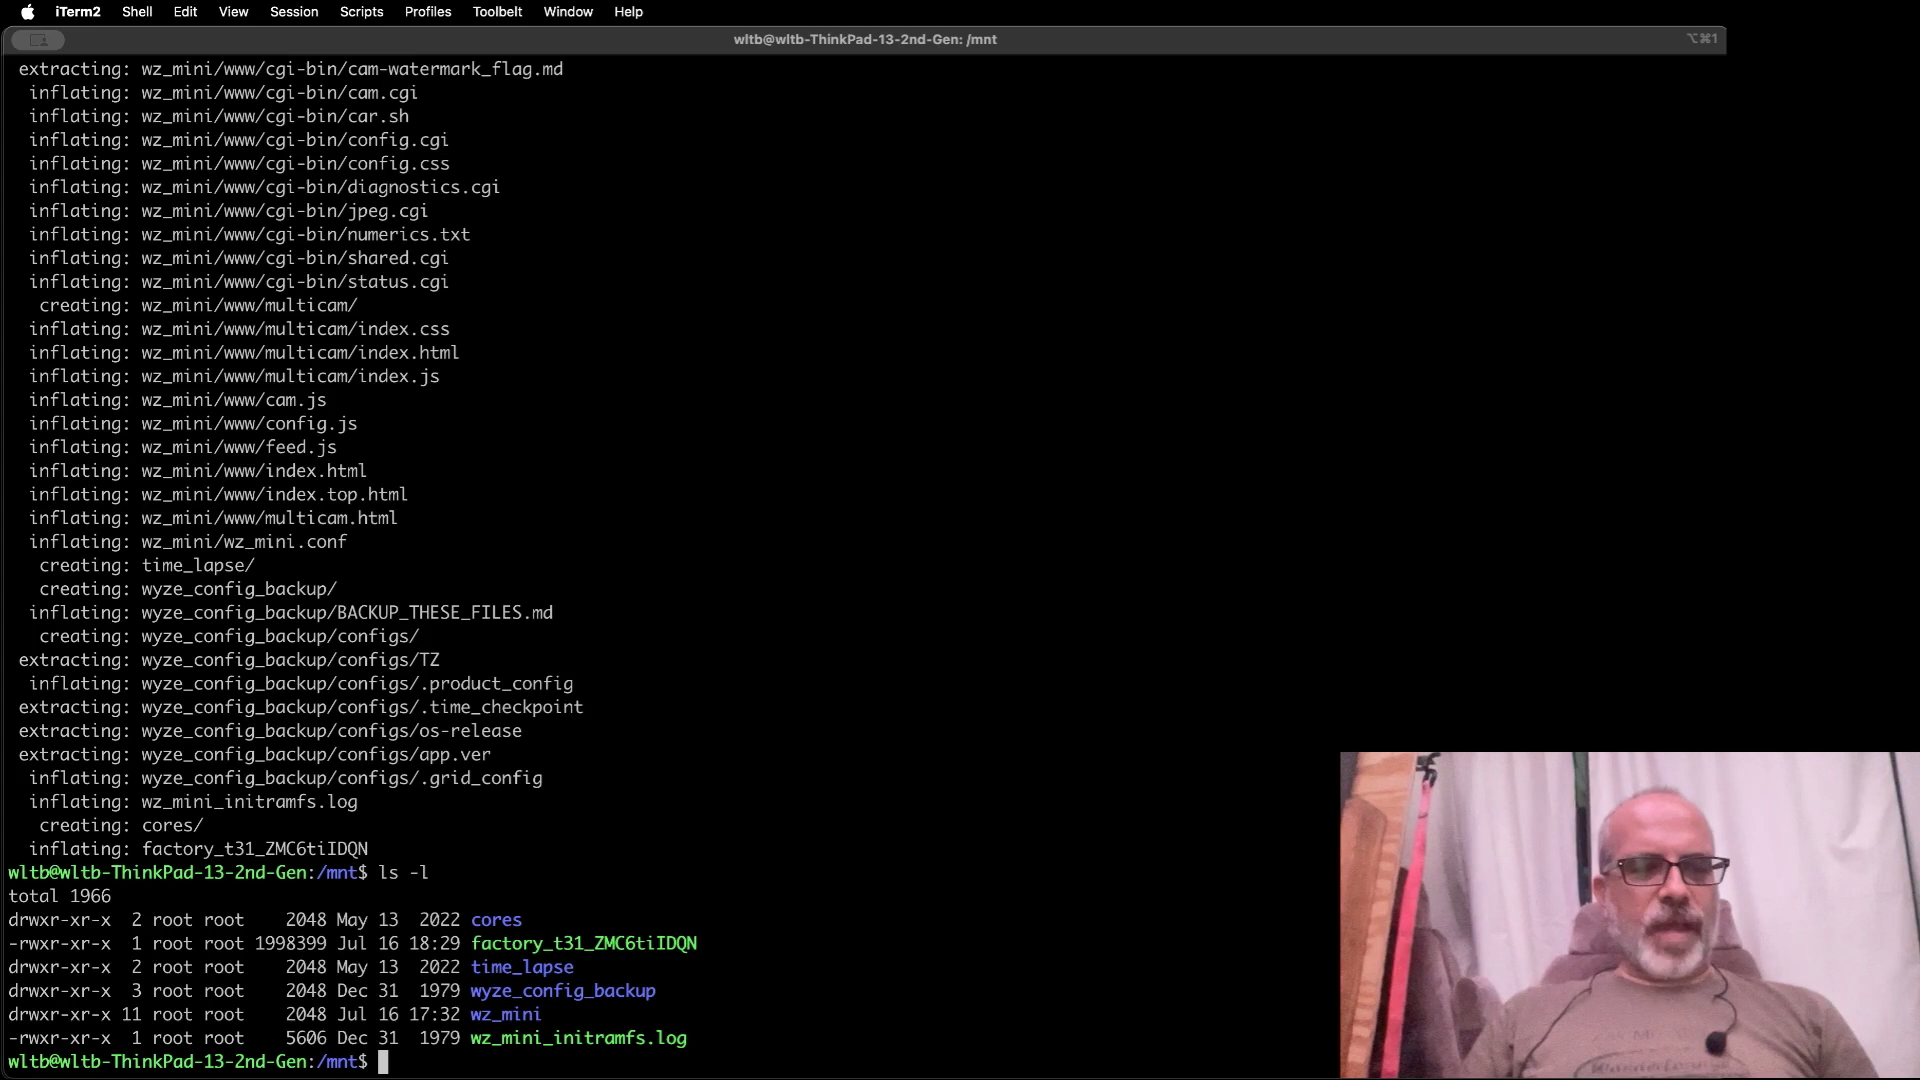 iTerm2 Shell Edit View Session Scripts Profiles Toolbelt Window Help
wltb@wltb-ThinkPad-13-2nd-Gen: /mnt ⌥⌘1
extracting: wz_mini/www/cgi-bin/cam-watermark_flag.md
inflating: wz_mini/www/cgi-bin/cam.cgi
inflating: wz_mini/www/cgi-bin/car.sh
inflating: wz_mini/www/cgi-bin/config.cgi
inflating: wz_mini/www/cgi-bin/config.css
inflating: wz_mini/www/cgi-bin/diagnostics.cgi
inflating: wz_mini/www/cgi-bin/jpeg.cgi
inflating: wz_mini/www/cgi-bin/numerics.txt
inflating: wz_mini/www/cgi-bin/shared.cgi
inflating: wz_mini/www/cgi-bin/status.cgi
creating: wz_mini/www/multicam/
inflating: wz_mini/www/multicam/index.css
inflating: wz_mini/www/multicam/index.html
inflating: wz_mini/www/multicam/index.js
inflating: wz_mini/www/cam.js
inflating: wz_mini/www/config.js
inflating: wz_mini/www/feed.js
inflating: wz_mini/www/index.html
inflating: wz_mini/www/index.top.html
inflating: wz_mini/www/multicam.html
inflating: wz_mini/wz_mini.conf
creating: time_lapse/
creating: wyze_config_backup/
inflating: wyze_config_backup/BACKUP_THESE_FILES.md
creating: wyze_config_backup/configs/
extracting: wyze_config_backup/configs/TZ
inflating: wyze_config_backup/configs/.product_config
extracting: wyze_config_backup/configs/.time_checkpoint
extracting: wyze_config_backup/configs/os-release
extracting: wyze_config_backup/configs/app.ver
inflating: wyze_config_backup/configs/.grid_config
inflating: wz_mini_initramfs.log
creating: cores/
inflating: factory_t31_ZMC6tiIDQN
wltb@wltb-ThinkPad-13-2nd-Gen:/mnt$ ls -l
total 1966
drwxr-xr-x 2 root root 2048 May 13 2022 cores
-rwxr-xr-x 1 root root 1998399 Jul 16 18:29 factory_t31_ZMC6tiIDQN
drwxr-xr-x 2 root root 2048 May 13 2022 time_lapse
drwxr-xr-x 3 root root 2048 Dec 31 1979 wyze_config_backup
drwxr-xr-x 11 root root 2048 Jul 16 17:32 wz_mini
-rwxr-xr-x 1 root root 5606 Dec 31 1979 wz_mini_initramfs.log
wltb@wltb-ThinkPad-13-2nd-Gen:/mnt$